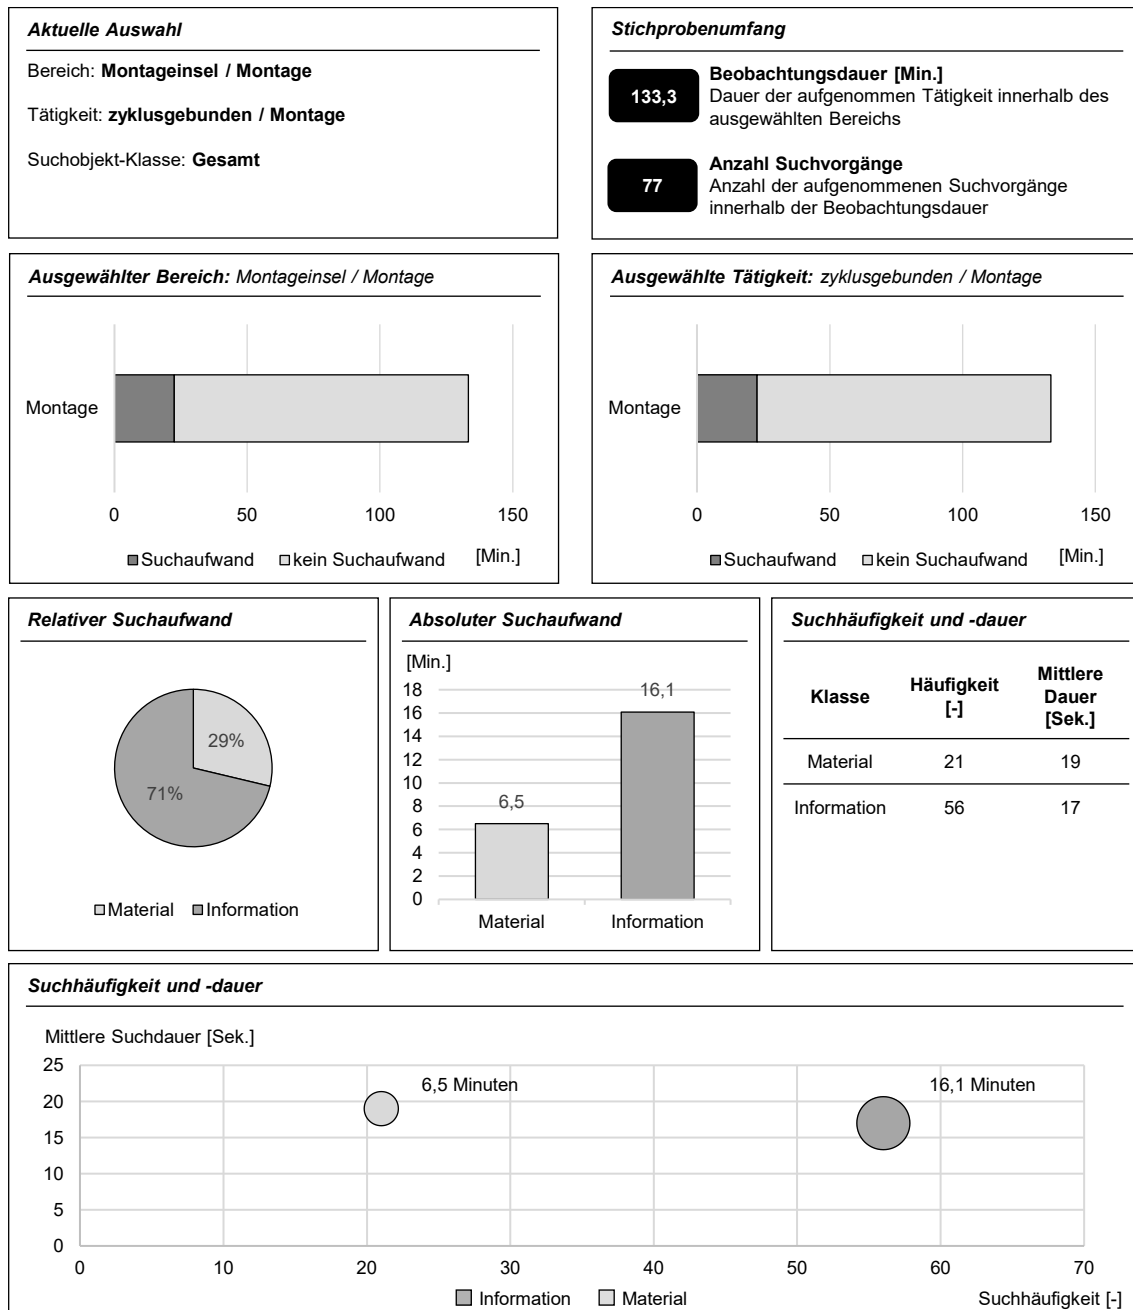 Aktuelle Auswahl
Bereich: Montageinsel / Montage
Tätigkeit: zyklusgebunden / Montage
Suchobjekt-Klasse: Gesamt
Stichprobenumfang
133,3
Beobachtungsdauer [Min.]
Dauer der aufgenommen Tätigkeit innerhalb des
ausgewählten Bereichs
77
Anzahl Suchvorgänge
Anzahl der aufgenommenen Suchvorgänge
innerhalb der Beobachtungsdauer
Ausgewählter Bereich: Montageinsel / Montage
Montage
0 50 100 150
Suchaufwand kein Suchaufwand [Min.]
Ausgewählte Tätigkeit: zyklusgebunden / Montage
Montage
0 50 100 150
Suchaufwand kein Suchaufwand [Min.]
Relativer Suchaufwand
29%
71%
Material Information
Absoluter Suchaufwand
[Min.]
18
16
14
12
10
8
6
4
2
0
6,5
16,1
Material Information
Suchhäufigkeit und -dauer
Klasse Häufigkeit [-] Mittlere Dauer [Sek.]
Material 21 19
Information 56 17
Suchhäufigkeit und -dauer
Mittlere Suchdauer [Sek.]
25
20
15
10
5
0
6,5 Minuten
16,1 Minuten
0 10 20 30 40 50 60 70
Information Material Suchhäufigkeit [-]